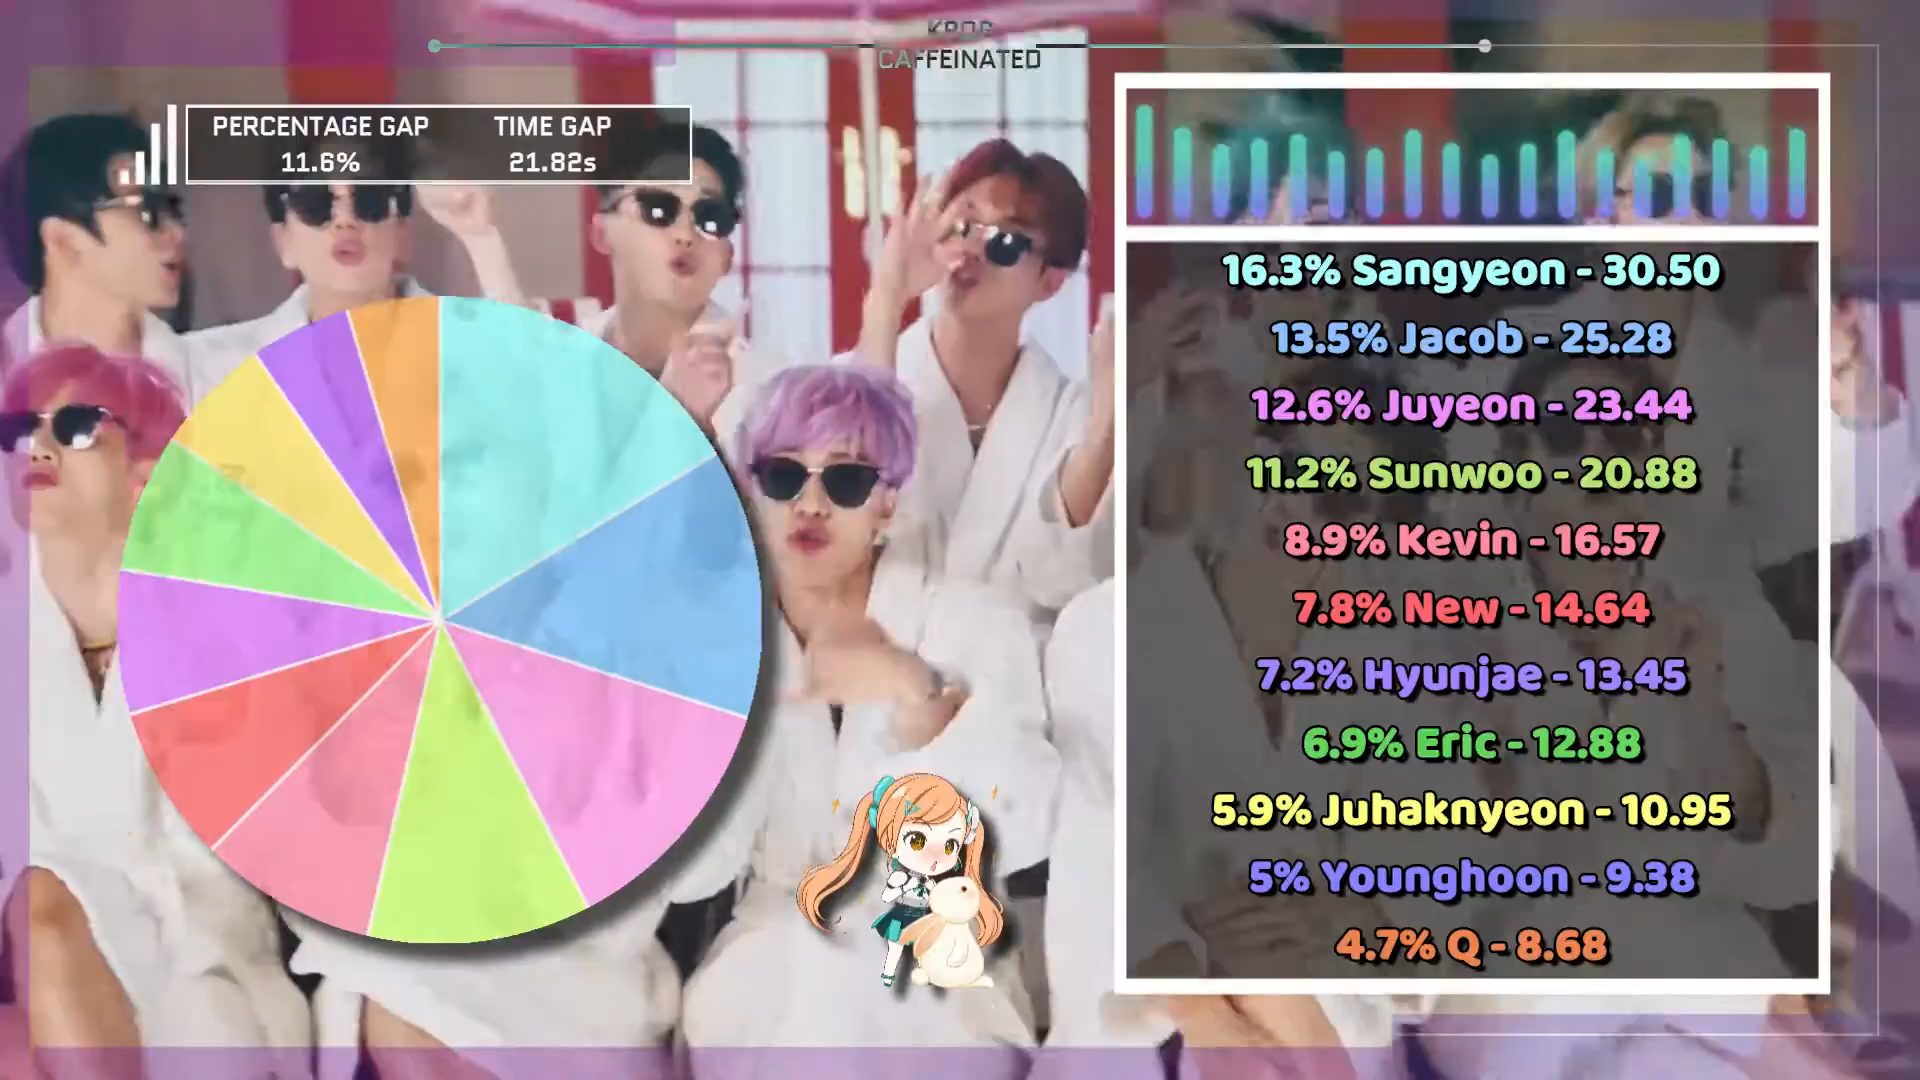 CAFFEINATED
PERCENTAGE GAP TIME GAP
11.6% 21.82s
16.3% Sangyeon - 30.50
13.5% Jacob - 25.28
12.6% Juyeon - 23.44
11.2% Sunwoo - 20.88
8.9% Kevin - 16.57
7.8% New - 14.64
7.2% Hyunjae - 13.45
6.9% Eric - 12.88
5.9% Juhaknyeon - 10.95
5% Younghoon - 9.38
4.7% Q - 8.68